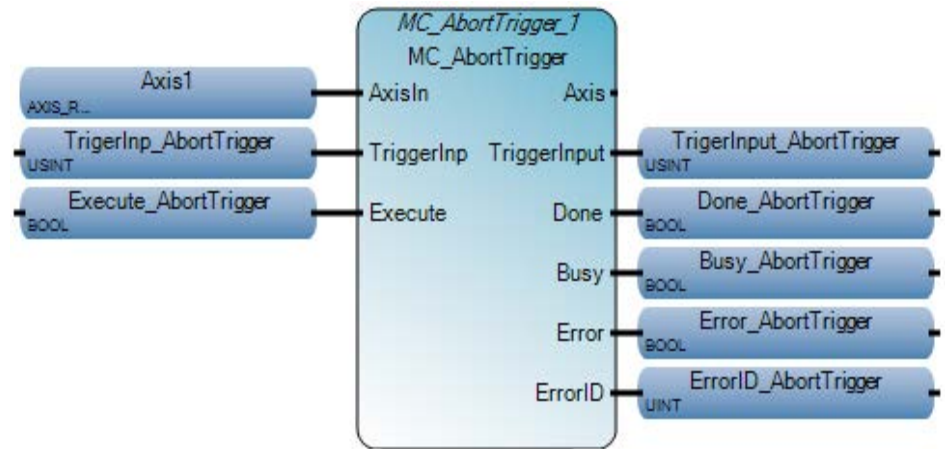 MC_AbortTrigger_1
MC_AbortTrigger
Axis1
AXIS_R...
AxisIn
Axis
TrigerInp_AbortTrigger
USINT
TriggerInp
TriggerInput
TrigerInput_AbortTrigger
USINT
Execute_AbortTrigger
BOOL
Execute
Done
Done_AbortTrigger
BOOL
Busy
Busy_AbortTrigger
BOOL
Error
Error_AbortTrigger
BOOL
ErrorID
ErrorID_AbortTrigger
UINT